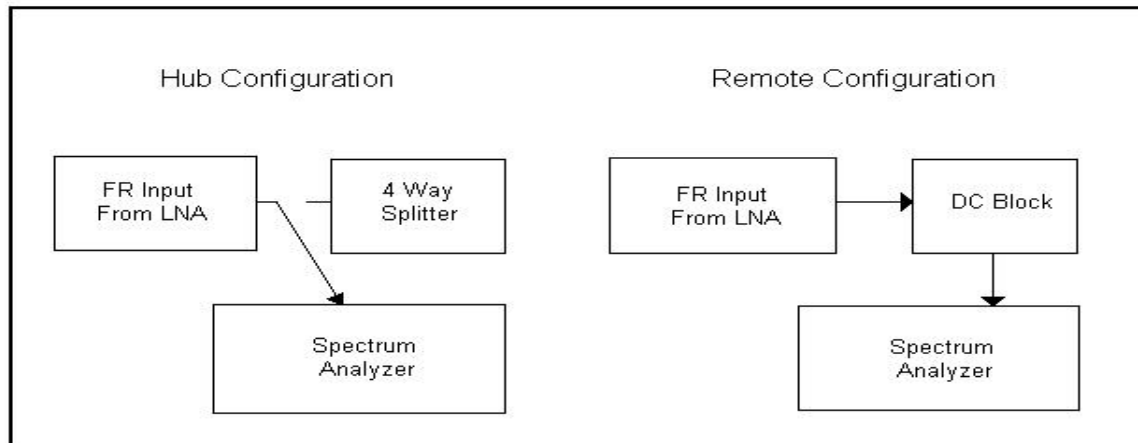 Hub Configuration
Remote Configuration
FR Input
From LNA
4 Way
Splitter
Spectrum
Analyzer
FR Input
From LNA
DC Block
Spectrum
Analyzer